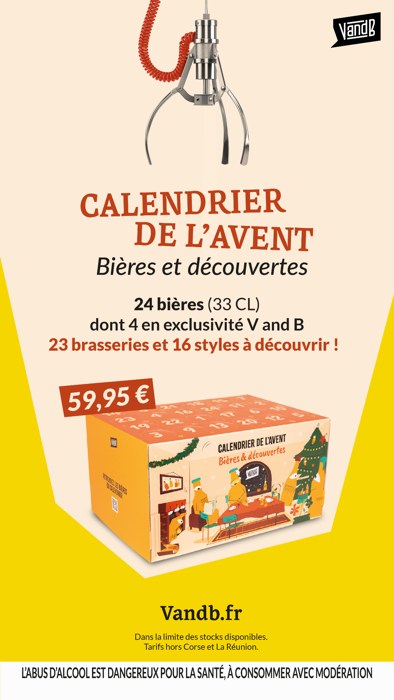 VandB
CALENDRIER
DE L'AVENT
Bières et découvertes
24 bières (33 CL)
dont 4 en exclusivité V and B
23 brasseries et 16 styles à découvrir !
59,95 €
CALENDRIER DE L'AVENT
Bières & découvertes
Vandb.fr
Dans la limite des stocks disponibles.
Tarifs hors Corse et La Réunion.
L'ABUS D'ALCOOL EST DANGEREUX POUR LA SANTÉ, À CONSOMMER AVEC MODÉRATION